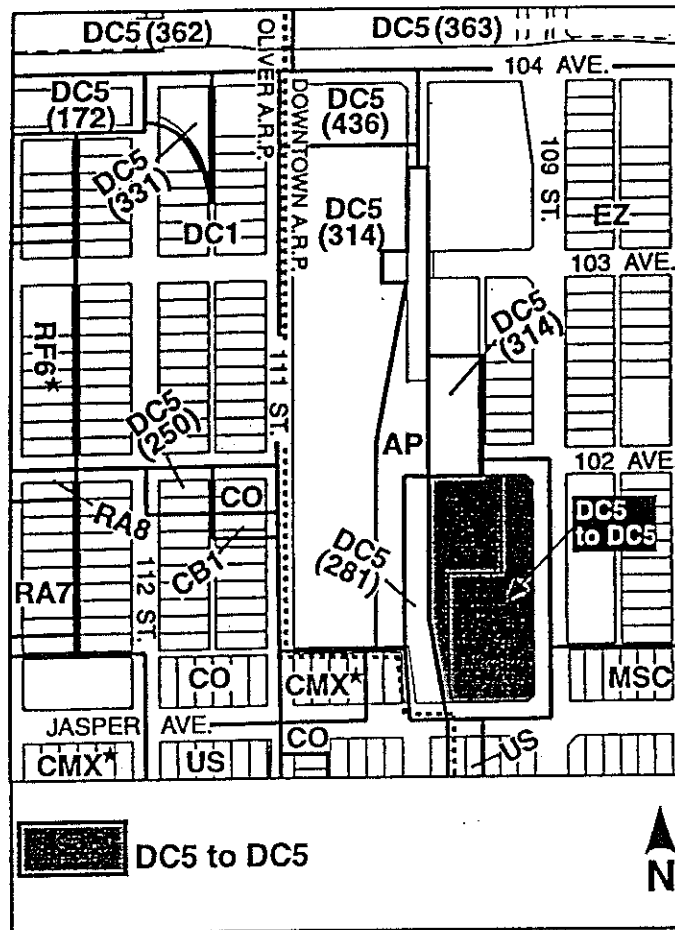 DC5 (362)
DC5 (363)
OLIVER A.R.P.
104 AVE.
DC5
(172)
DOWNTOWN A.R.P
DC5
(436)
109 ST.
DC5
(331)
DC1
DC5
(314)
EZ
103 AVE.
RF6*
111 ST.
DC5
(314)
DC5
(250)
AP
102 AVE
CO
RA8
CB1
DC5
(281)
DC5
to DC5
RA7
112 ST.
CO
CMX*
MSC
JASPER AVE.
CO
US
CMX*
US
DC5 to DC5
N